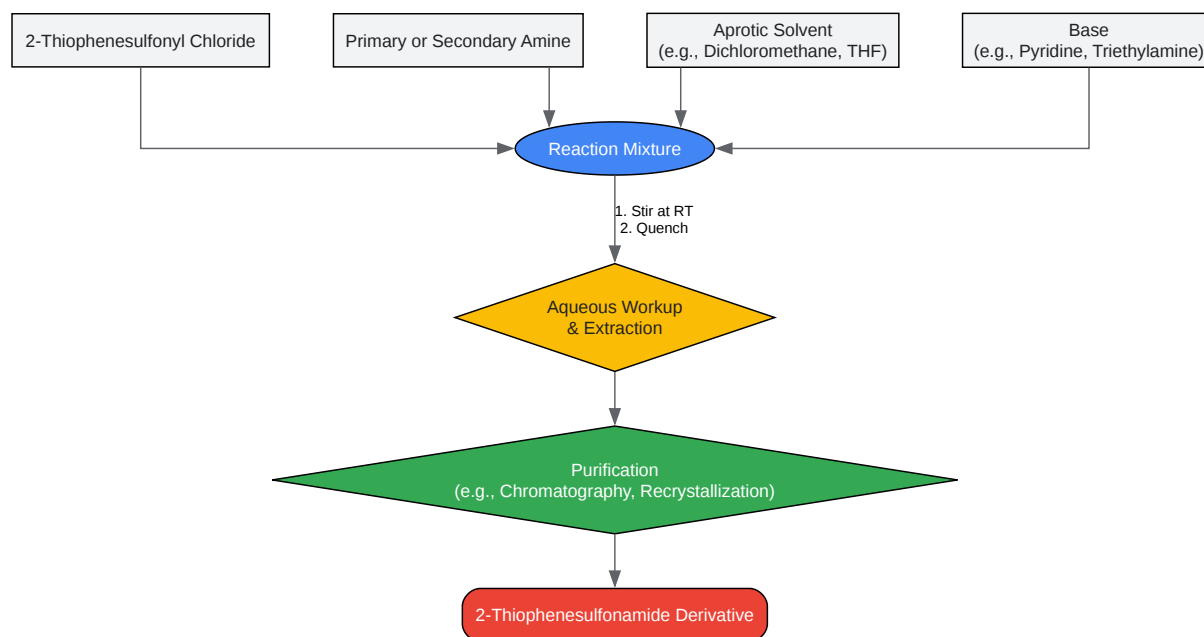 2-Thiophenesulfonyl Chloride
Primary or Secondary Amine
Aprotic Solvent
(e.g., Dichloromethane, THF)
Base
(e.g., Pyridine, Triethylamine)
Reaction Mixture
1. Stir at RT
2. Quench
Aqueous Workup
& Extraction
Purification
(e.g., Chromatography, Recrystallization)
2-Thiophenesulfonamide Derivative